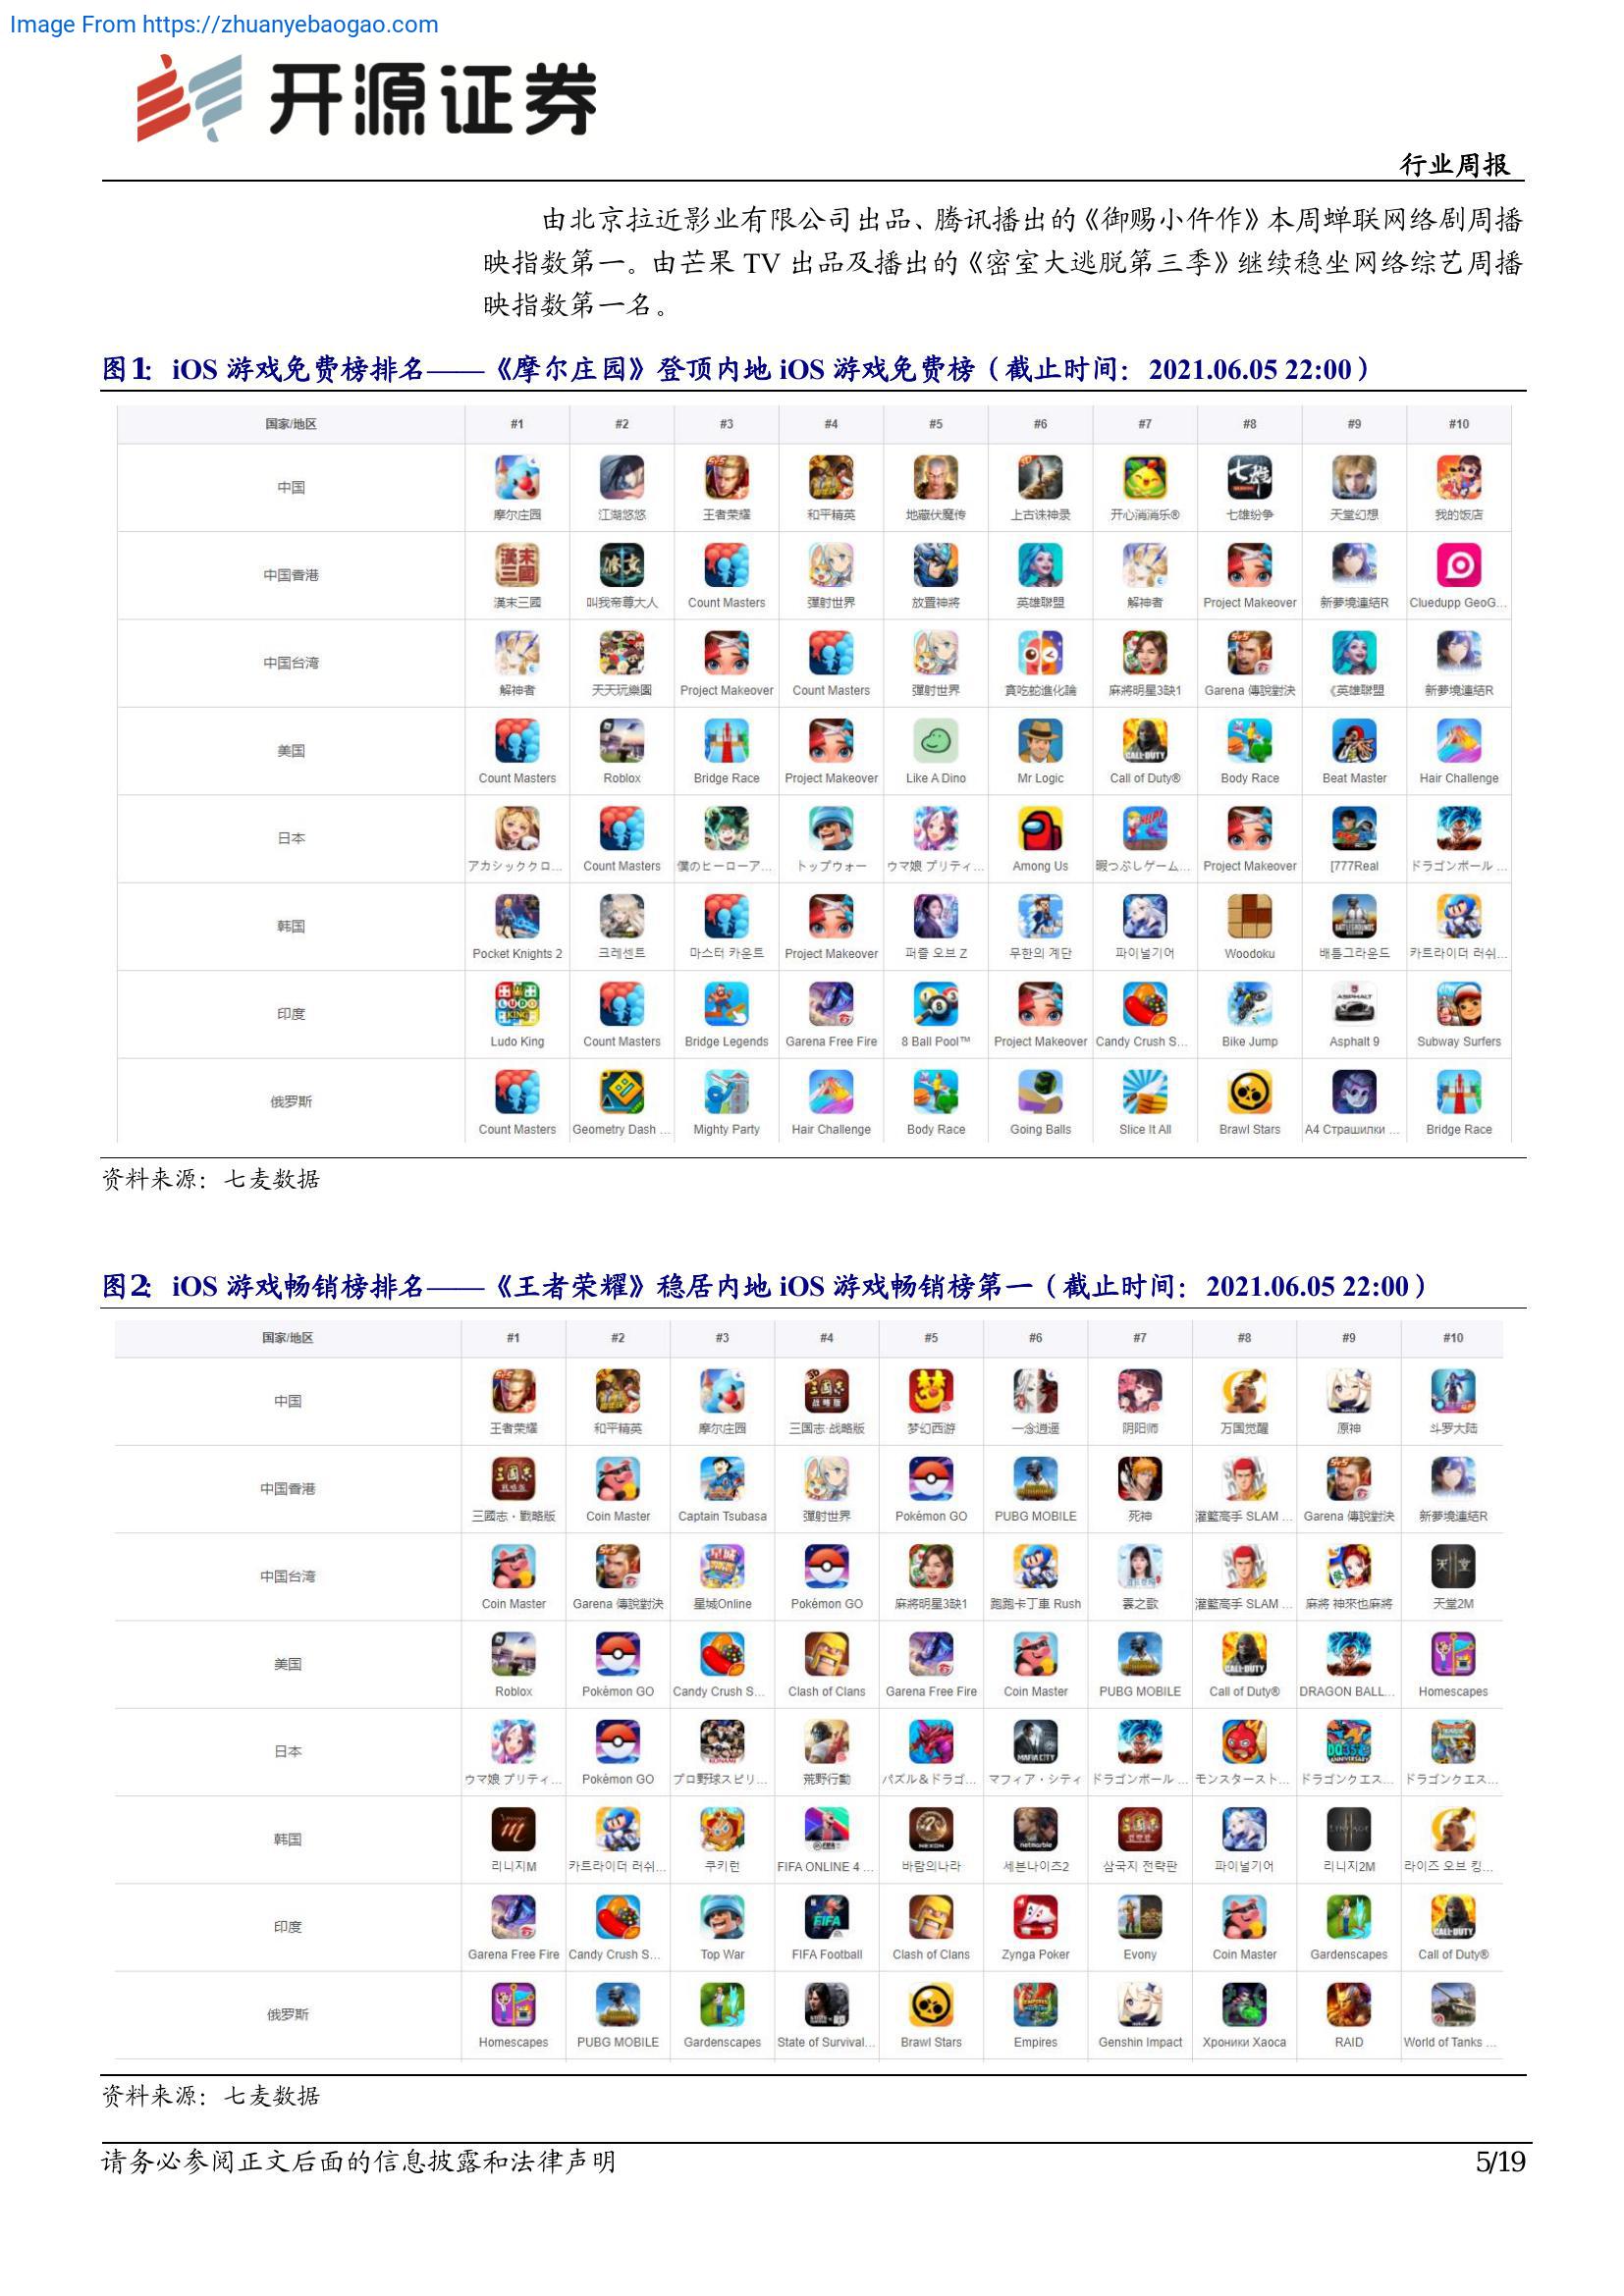 Image From https://zhuanyebaogao.com
开源证券
行业周报
由北京拉近影业有限公司出品、腾讯播出的《御赐小仵作》本周蝉联网络剧周播
映指数第一。由芒果 TV 出品及播出的《密室大逃脱第三季》继续稳坐网络综艺周播
映指数第一名。
图1: iOS 游戏免费榜排名——《摩尔庄园》登顶内地 iOS 游戏免费榜（截止时间：2021.06.05 22:00）
国家/地区 #1 #2 #3 #4 #5 #6 #7 #8 #9 #10
中国 摩尔庄园 江湖悠悠 王者荣耀 和平精英 地藏伏魔传 上古诛神录 开心消消乐® 七雄纷争 天堂幻想 我的饭店
中国香港 漢末三國 叫我帝尊大人 Count Masters 彈射世界 放置神將 英雄聯盟 解神者 Project Makeover 新夢境連結R Cluedupp GeoG...
中国台湾 解神者 天天玩樂園 Project Makeover Count Masters 彈射世界 貪吃蛇進化論 麻將明星3缺1 Garena 傳說對決 《英雄聯盟 新夢境連結R
美国 Count Masters Roblox Bridge Race Project Makeover Like A Dino Mr Logic Call of Duty® Body Race Beat Master Hair Challenge
日本 アカシッククロ... Count Masters 僕のヒーローア... トップウォー ウマ娘 プリティ... Among Us 暇つぶしゲーム... Project Makeover [777Real ドラゴンボール ...
韩国 Pocket Knights 2 크레센트 마스터 카운트 Project Makeover 퍼즐 오브 Z 무한의 계단 파이널기어 Woodoku 배틀그라운드 카트라이더 러쉬...
印度 Ludo King Count Masters Bridge Legends Garena Free Fire 8 Ball Pool™ Project Makeover Candy Crush S... Bike Jump Asphalt 9 Subway Surfers
俄罗斯 Count Masters Geometry Dash ... Mighty Party Hair Challenge Body Race Going Balls Slice It All Brawl Stars А4 Страшилки ... Bridge Race
资料来源：七麦数据
图2: iOS 游戏畅销榜排名——《王者荣耀》稳居内地 iOS 游戏畅销榜第一（截止时间：2021.06.05 22:00）
国家/地区 #1 #2 #3 #4 #5 #6 #7 #8 #9 #10
中国 王者荣耀 和平精英 摩尔庄园 三国志·战略版 梦幻西游 一念逍遥 阴阳师 万国觉醒 原神 斗罗大陆
中国香港 三國志・戰略版 Coin Master Captain Tsubasa 彈射世界 Pokémon GO PUBG MOBILE 死神 灌籃高手 SLAM ... Garena 傳說對決 新夢境連結R
中国台湾 Coin Master Garena 傳說對決 星城Online Pokémon GO 麻將明星3缺1 跑跑卡丁車 Rush 雲之歌 灌籃高手 SLAM ... 麻將 神來也麻將 天堂2M
美国 Roblox Pokémon GO Candy Crush S... Clash of Clans Garena Free Fire Coin Master PUBG MOBILE Call of Duty® DRAGON BALL... Homescapes
日本 ウマ娘 プリティ... Pokémon GO プロ野球スピリ... 荒野行動 パズル＆ドラゴ... マフィア・シティ ドラゴンボール ... モンスタースト... ドラゴンクエス... ドラゴンクエス...
韩国 리니지M 카트라이더 러쉬... 쿠키런 FIFA ONLINE 4 ... 바람의나라 세븐나이츠2 삼국지 전략판 파이널기어 리니지2M 라이즈 오브 킹...
印度 Garena Free Fire Candy Crush S... Top War FIFA Football Clash of Clans Zynga Poker Evony Coin Master Gardenscapes Call of Duty®
俄罗斯 Homescapes PUBG MOBILE Gardenscapes State of Survival... Brawl Stars Empires Genshin Impact Хроники Хаоса RAID World of Tanks ...
资料来源：七麦数据
请务必参阅正文后面的信息披露和法律声明
5/19